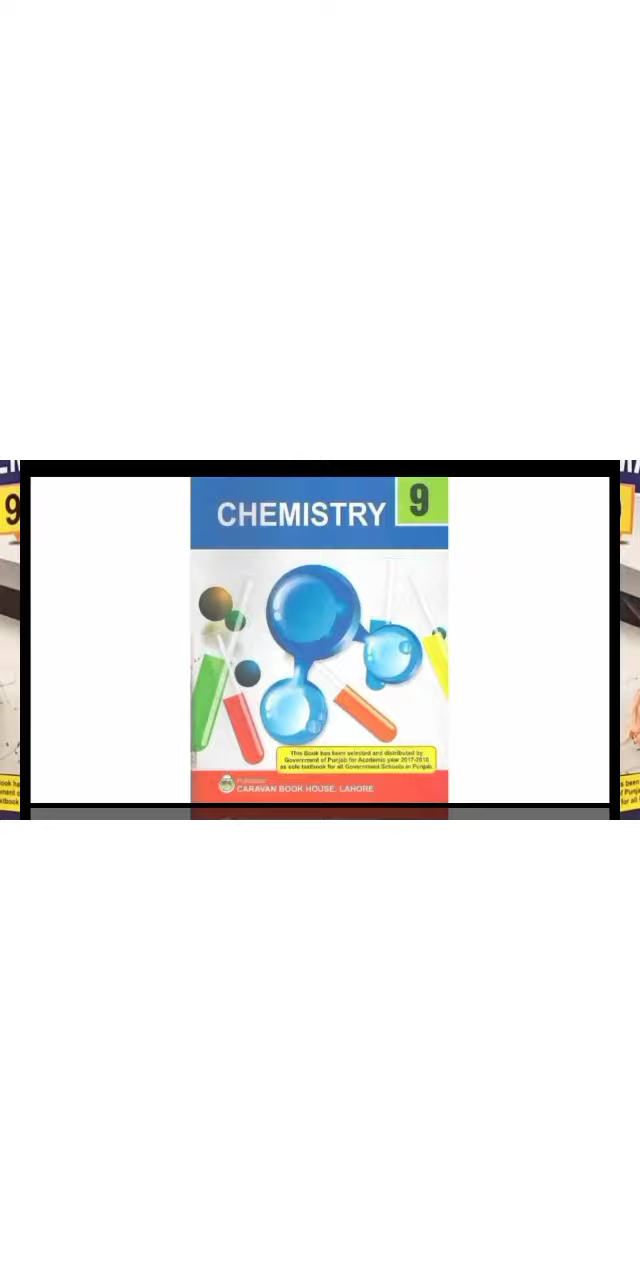 CHEMISTRY
9
This Book has been selected and distributed by
Government of Punjab for Academic year 2017-2018
as sole textbook for all Government Schools in Punjab.
CARAVAN BOOK HOUSE, LAHORE
9